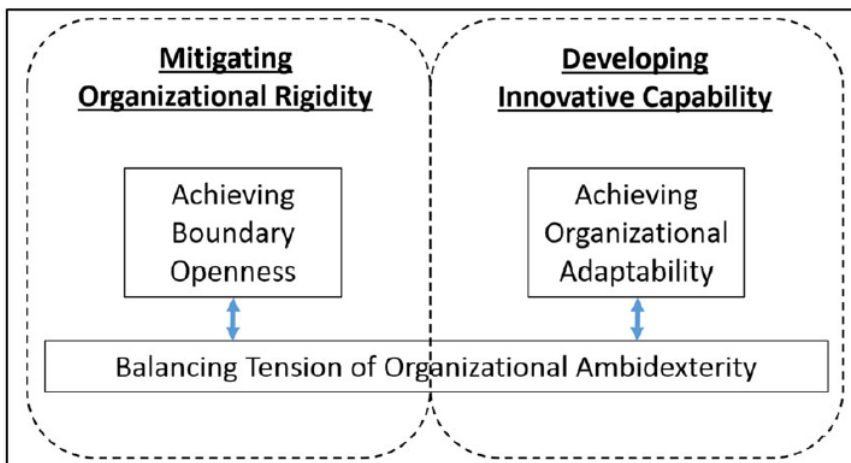 Mitigating
Organizational Rigidity
Developing
Innovative Capability
Achieving
Boundary
Openness
Achieving
Organizational
Adaptability
Balancing Tension of Organizational Ambidexterity